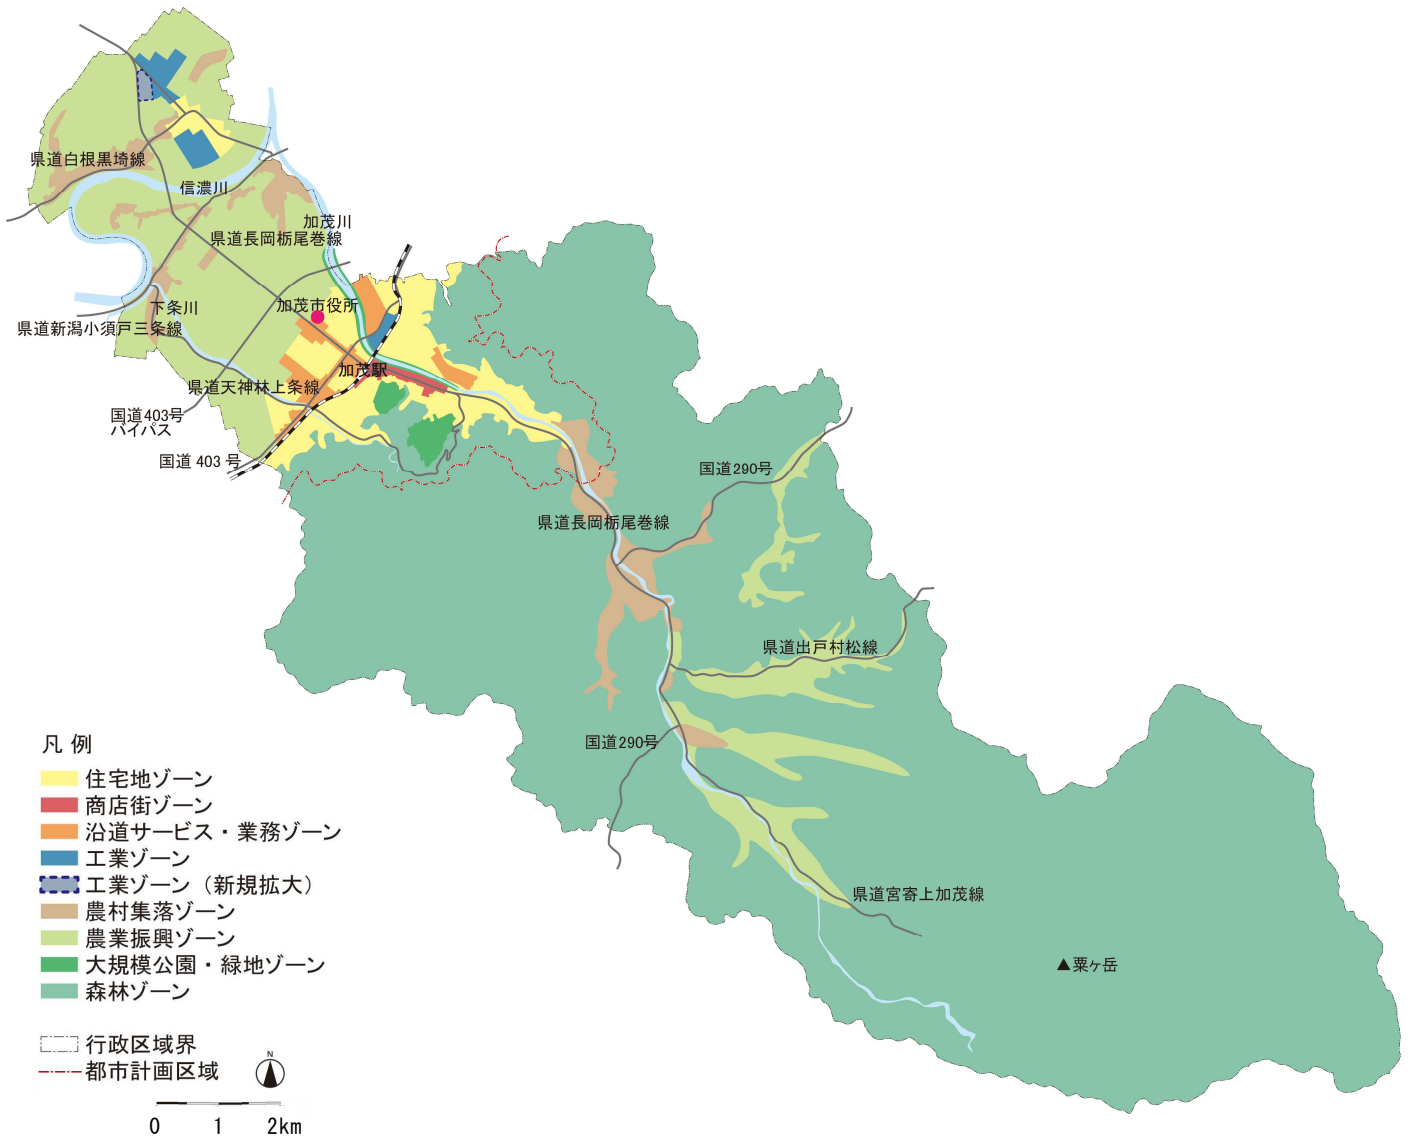 県道白根黒埼線
信濃川
加茂川
県道長岡栃尾巻線
加茂市役所
下条川
県道新潟小須戸三条線
加茂駅
県道天神林上条線
国道403号
バイパス
国道 403 号
国道290号
県道長岡栃尾巻線
県道出戸村松線
国道290号
県道宮寄上加茂線
▲粟ヶ岳
凡 例
住宅地ゾーン
商店街ゾーン
沿道サービス・業務ゾーン
工業ゾーン
工業ゾーン（新規拡大）
農村集落ゾーン
農業振興ゾーン
大規模公園・緑地ゾーン
森林ゾーン
行政区域界
都市計画区域
N
0 1 2km